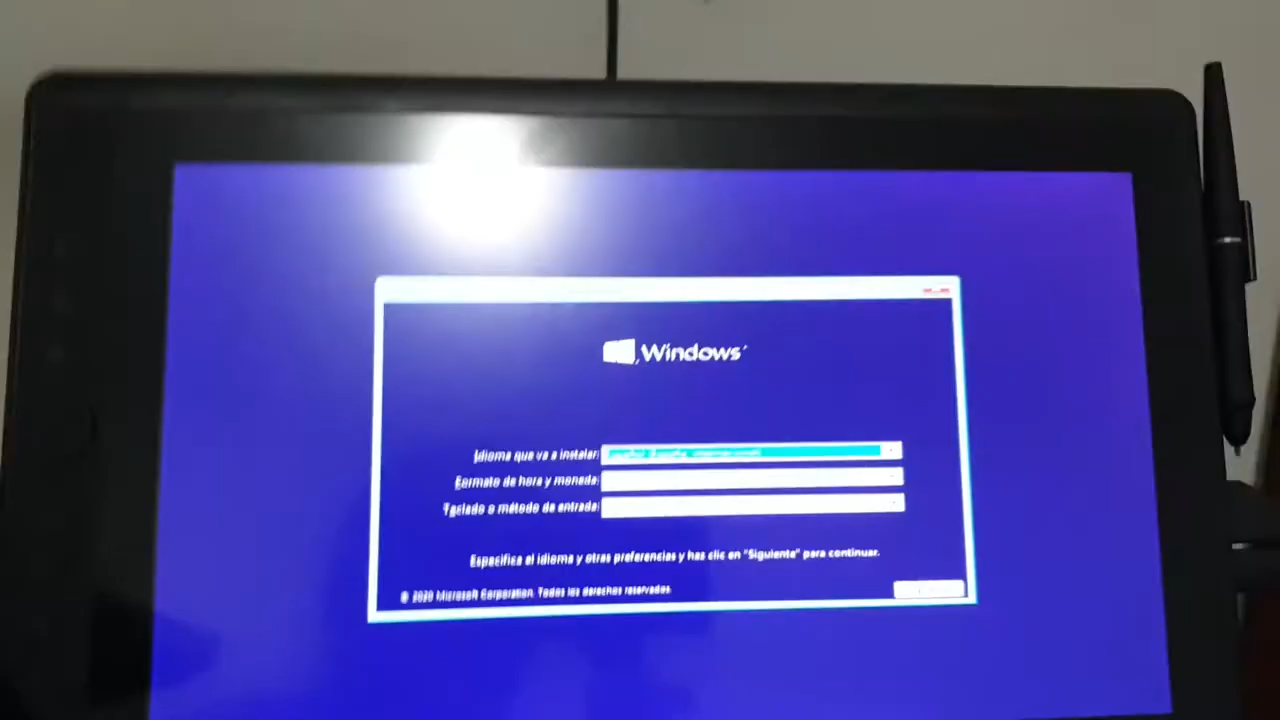 Windows
Idioma que va a instalar:
Formato de hora y moneda:
Teclado o método de entrada:
Especifica el idioma y otras preferencias y haz clic en "Siguiente" para continuar.
© 2020 Microsoft Corporation. Todos los derechos reservados.